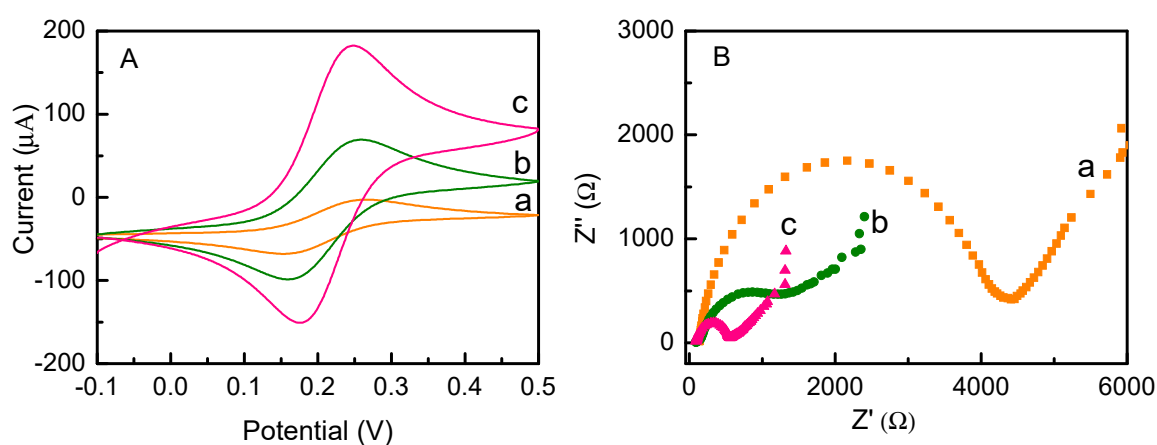 A
200
100
0
-100
-200
Current (μA)
c
b
a
-0.1
0.0
0.1
0.2
0.3
0.4
0.5
Potential (V)
B
3000
2000
1000
0
Z'' (Ω)
a
c
b
0
2000
4000
6000
Z' (Ω)